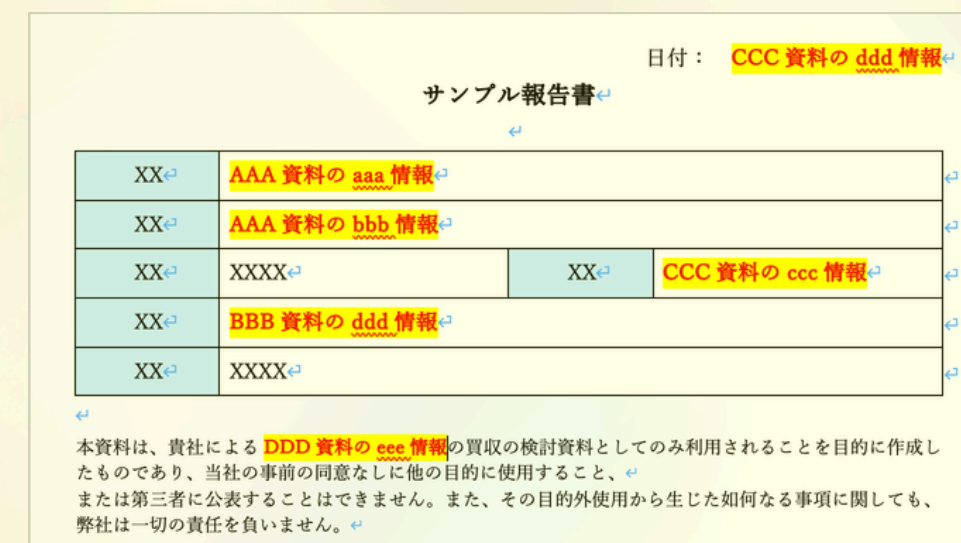 日付： CCC 資料の ddd 情報
サンプル報告書
XX AAA 資料の aaa 情報
XX AAA 資料の bbb 情報
XX XXXX XX CCC 資料の ccc 情報
XX BBB 資料の ddd 情報
XX XXXX
本資料は、貴社による DDD 資料の eee 情報の買収の検討資料としてのみ利用されることを目的に作成し
たものであり、当社の事前の同意なしに他の目的に使用すること、
または第三者に公表することはできません。また、その目的外使用から生じた如何なる事項に関しても、
弊社は一切の責任を負いません。